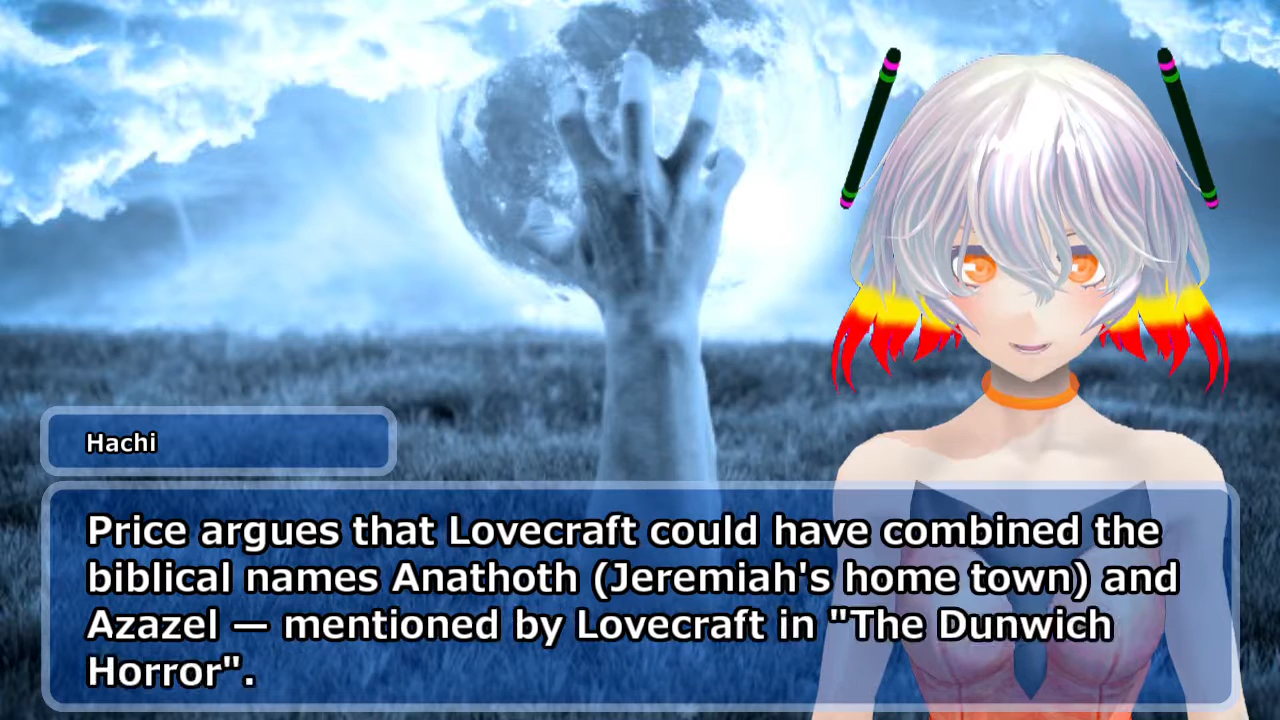 Hachi
Price argues that Lovecraft could have combined the
biblical names Anathoth (Jeremiah's home town) and
Azazel — mentioned by Lovecraft in "The Dunwich
Horror".